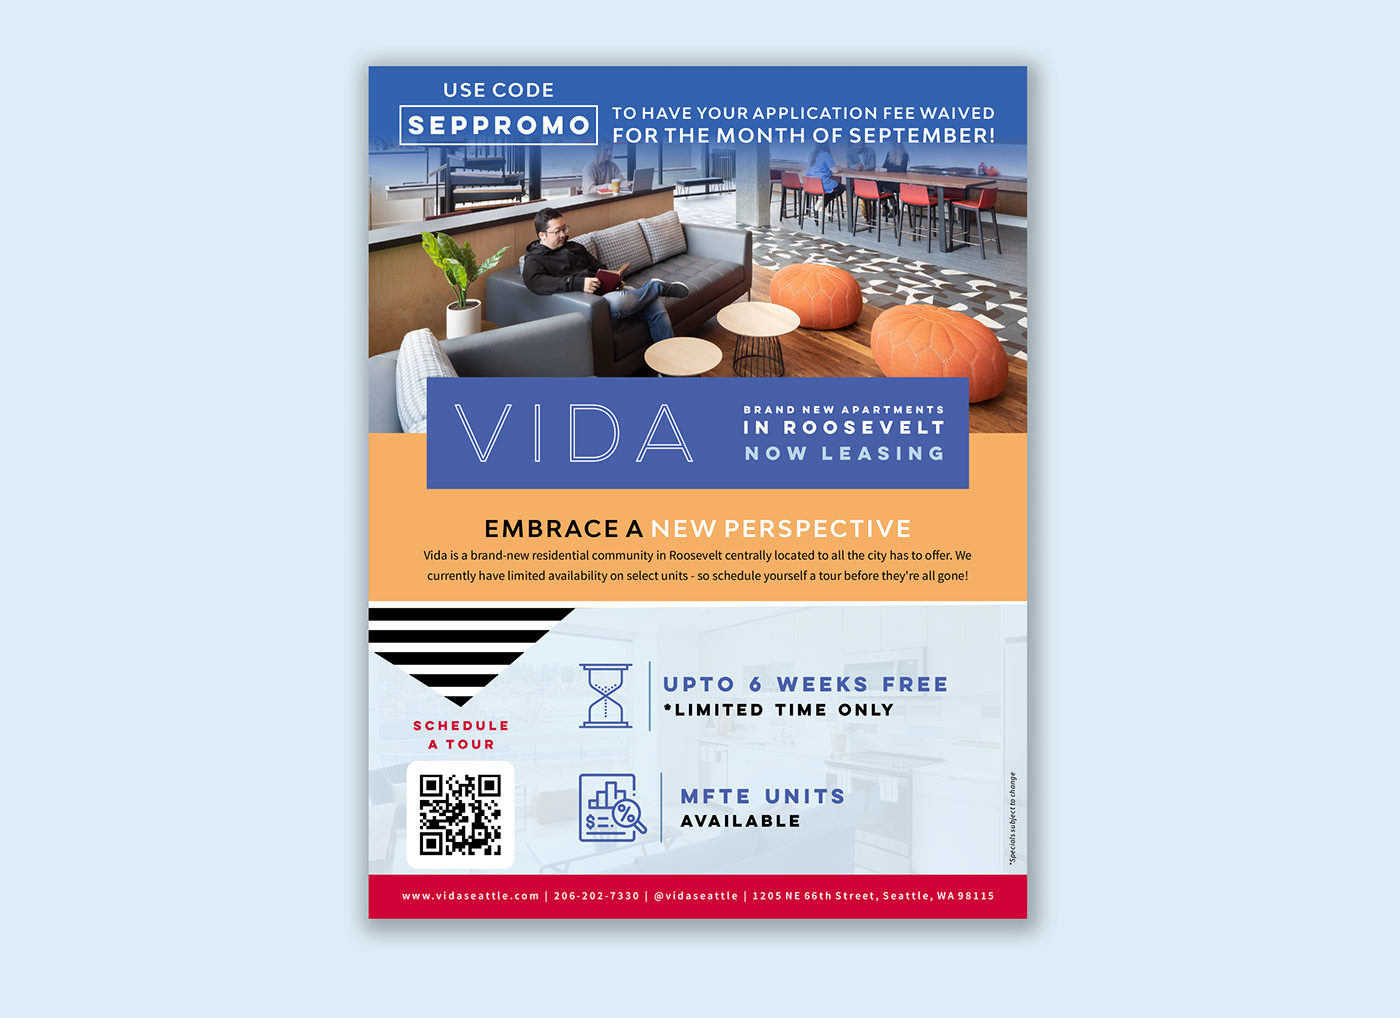 USE CODE
SEPPROMO
TO HAVE YOUR APPLICATION FEE WAIVED
FOR THE MONTH OF SEPTEMBER!
VIDA
BRAND NEW APARTMENTS
IN ROOSEVELT
NOW LEASING
EMBRACE A NEW PERSPECTIVE
Vida is a brand-new residential community in Roosevelt centrally located to all the city has to offer. We
currently have limited availability on select units - so schedule yourself a tour before they're all gone!
UPTO 6 WEEKS FREE
*LIMITED TIME ONLY
SCHEDULE
A TOUR
MFTE UNITS
AVAILABLE
*Specials subject to change
www.vidaseattle.com | 206-202-7330 | @vidaseattle | 1205 NE 66th Street, Seattle, WA 98115